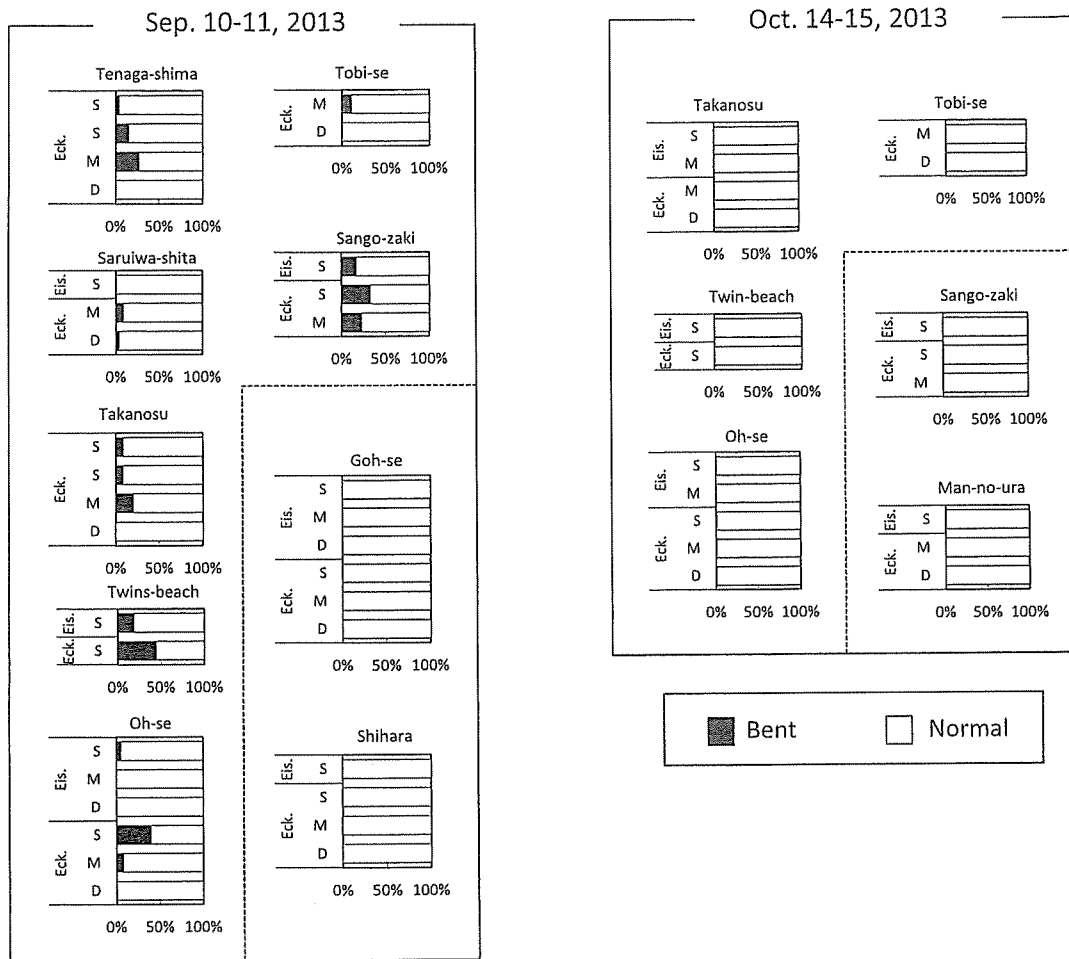 Sep. 10-11, 2013
Tenaga-shima
Eck.
S
S
M
D
0% 50% 100%
Saruiwa-shita
Eis.
S
Eck.
M
D
0% 50% 100%
Takanosu
Eck.
S
S
M
D
0% 50% 100%
Twins-beach
Eis.
S
Eck.
S
0% 50% 100%
Oh-se
Eis.
S
M
D
Eck.
S
M
D
0% 50% 100%
Tobi-se
Eck.
M
D
0% 50% 100%
Sango-zaki
Eis.
S
Eck.
S
M
0% 50% 100%
Goh-se
Eis.
S
M
D
Eck.
S
M
D
0% 50% 100%
Shihara
Eis.
S
Eck.
S
M
D
0% 50% 100%
Oct. 14-15, 2013
Takanosu
Eis.
S
M
Eck.
M
D
0% 50% 100%
Twin-beach
Eis.
S
Eck.
S
0% 50% 100%
Oh-se
Eis.
S
M
Eck.
S
M
D
0% 50% 100%
Tobi-se
Eck.
M
D
0% 50% 100%
Sango-zaki
Eis.
S
Eck.
S
M
0% 50% 100%
Man-no-ura
Eis.
S
Eck.
M
D
0% 50% 100%
Bent
Normal